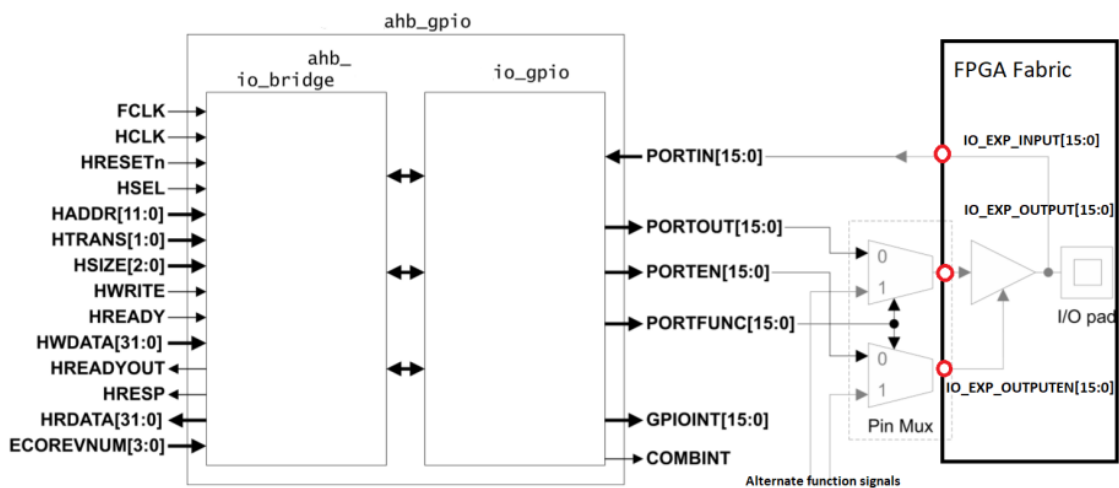 ahb_gpio
ahb_
io_bridge
io_gpio
FCLK
HCLK
HRESETn
HSEL
HADDR[11:0]
HTRANS[1:0]
HSIZE[2:0]
HWRITE
HREADY
HWDATA[31:0]
HREADYOUT
HRESP
HRDATA[31:0]
ECOREVNUM[3:0]
PORTIN[15:0]
PORTOUT[15:0]
PORTEN[15:0]
PORTFUNC[15:0]
GPIOINT[15:0]
COMBINT
0
1
0
1
Pin Mux
Alternate function signals
FPGA Fabric
IO_EXP_INPUT[15:0]
IO_EXP_OUTPUT[15:0]
I/O pad
IO_EXP_OUTPUTEN[15:0]